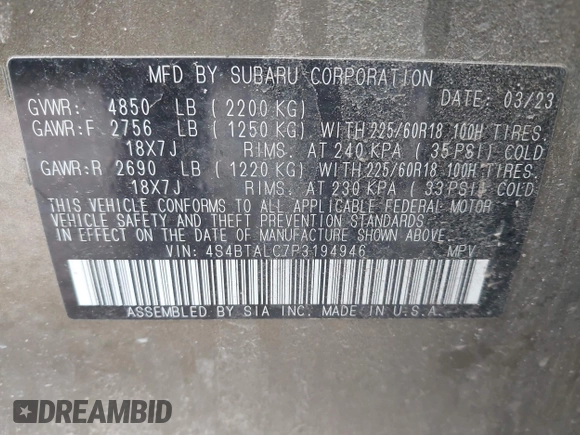 MFD BY SUBARU CORPORATION
DATE: 03/23
GVWR: 4850 LB (2200 KG)
GAWR:F 2756 LB (1250 KG) WITH 225/60R18 100H TIRES.
18X7J RIMS. AT 240 KPA (35 PSI) COLD
GAWR:R 2690 LB (1220 KG) WITH 225/60R18 100H TIRES.
18X7J RIMS. AT 230 KPA (33 PSI) COLD
THIS VEHICLE CONFORMS TO ALL APPLICABLE FEDERAL MOTOR
VEHICLE SAFETY AND THEFT PREVENTION STANDARDS
IN EFFECT ON THE DATE OF MANUFACTURE SHOWN ABOVE.
VIN: 4S4BTALC7P3194946 MPV
ASSEMBLED BY SIA INC. MADE IN U.S.A.
DREAMBID